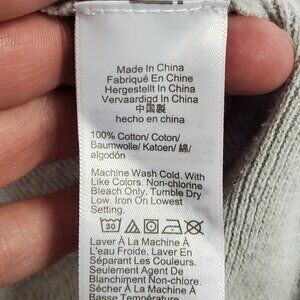 Made In China
Fabriqué En Chine
Hergestellt In China
Vervaardigd In China
中国製
hecho en china
100% Cotton/ Coton/
Baumwolle/ Katoen/ 綿/
algodón
Machine Wash Cold. With
Like Colors. Non-chlorine
Bleach Only. Tumble Dry
Low. Iron On Lowest
Setting.
30
Laver À La Machine À
L'eau Froide. Laver En
Séparant Les Couleurs.
Seulement Agent De
Blanchiment Non-chloré.
Sécher À La Machine À
Basse Température.